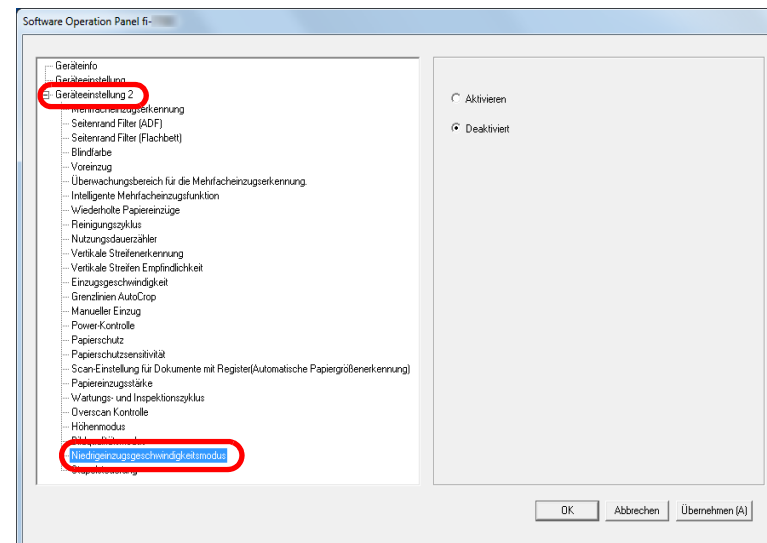 Software Operation Panel fi-
Geräteinfo
Geräteeinstellung
Geräteeinstellung 2
Mehrfacheinzugserkennung
Seitenrand Filter (ADF)
Seitenrand Filter (Flachbett)
Blindfarbe
Voreinzug
Überwachungsbereich für die Mehrfacheinzugserkennung.
Intelligente Mehrfacheinzugsfunktion
Wiederholte Papiereinzüge
Reinigungszyklus
Nutzungsdauerzähler
Vertikale Streifenerkennung
Vertikale Streifen Empfindlichkeit
Einzugsgeschwindigkeit
Grenzlinien AutoCrop
Manueller Einzug
Power-Kontrolle
Papierschutz
Papierschutzsensitivität
Scan-Einstellung für Dokumente mit Register(Automatische Papiergrößenerkennung)
Papiereinzugsstärke
Wartungs- und Inspektionszyklus
Overscan Kontrolle
Höhenmodus
Bildqualitätmodus
Niedrigeinzugsgeschwindigkeitsmodus
Stapelsteuerung
Aktivieren
Deaktiviert
OK
Abbrechen
Übernehmen (A)